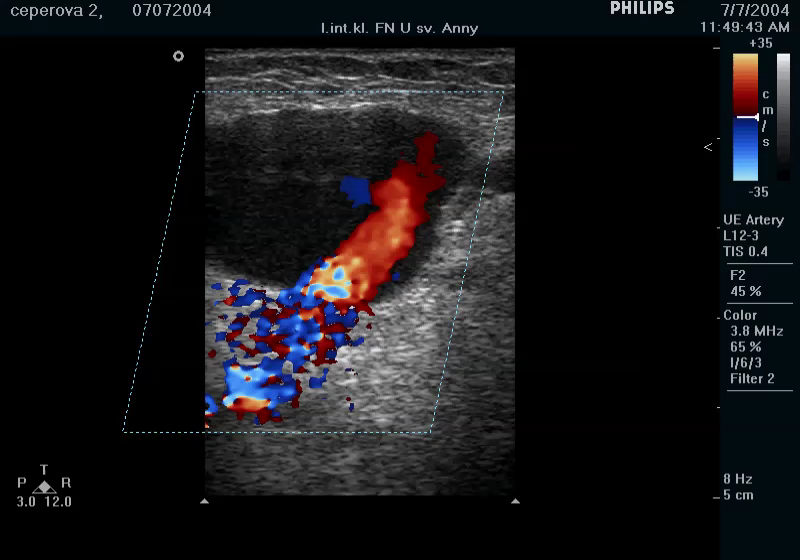 ceperova 2, 07072004 PHILIPS 7/7/2004
11:49:43 AM
I.int.kl. FN U sv. Anny
+35
c
m
/
s
<
-35
UE Artery
L12-3
TIS 0.4
F2
45 %
Color
3.8 MHz
65 %
I/6/3
Filter 2
T
P R
3.0 12.0
8 Hz
5 cm